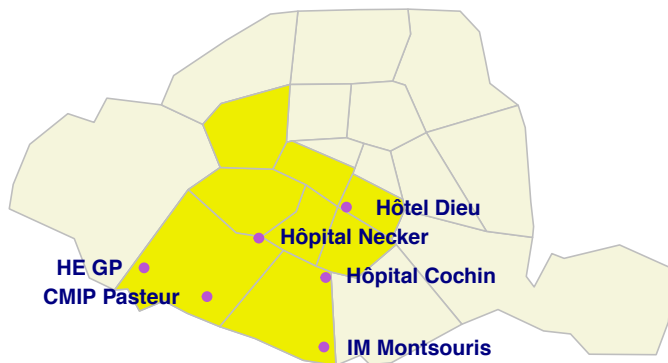 Hôtel Dieu
Hôpital Necker
HE GP
Hôpital Cochin
CMIP Pasteur
IM Montsouris